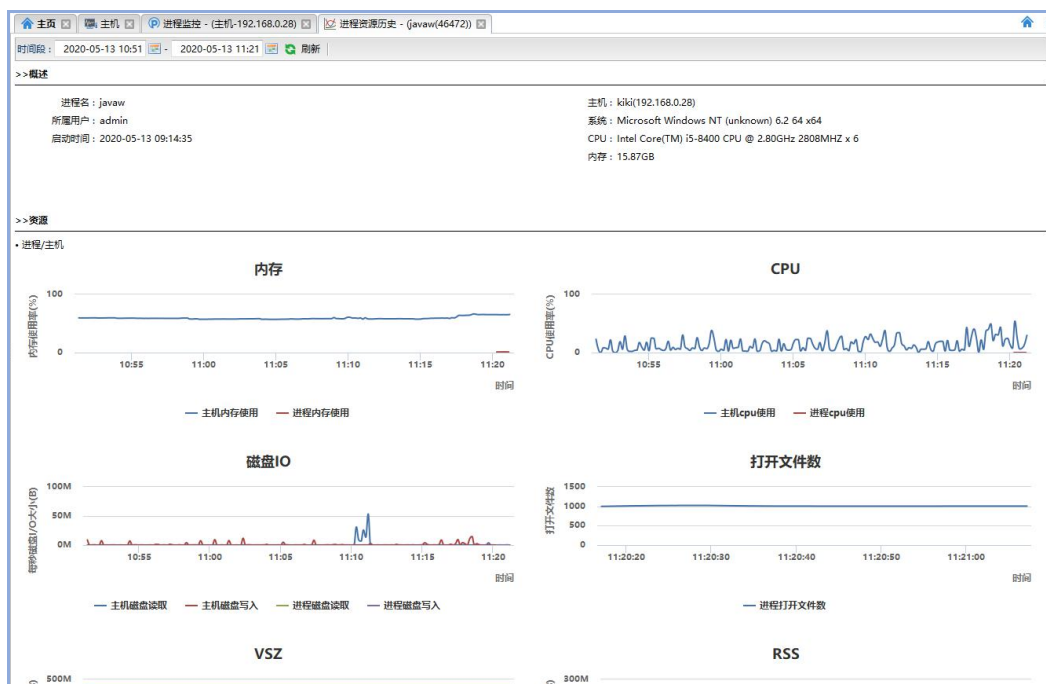 主页 主机 进程监控 - (主机-192.168.0.28) 进程资源历史 - (javaw(46472))
时间段： 2020-05-13 10:51 - 2020-05-13 11:21 刷新
>>概述
进程名：javaw
所属用户：admin
启动时间：2020-05-13 09:14:35
主机：kiki(192.168.0.28)
系统：Microsoft Windows NT (unknown) 6.2 64 x64
CPU：Intel Core(TM) i5-8400 CPU @ 2.80GHz 2808MHZ x 6
内存：15.87GB
>>资源
• 进程/主机
内存
内存使用率(%)
100
0
10:55 11:00 11:05 11:10 11:15 11:20
时间
主机内存使用 进程内存使用
CPU
CPU使用率(%)
100
0
10:55 11:00 11:05 11:10 11:15 11:20
时间
主机cpu使用 进程cpu使用
磁盘IO
每秒磁盘I/O大小(B)
100M
50M
0M
10:55 11:00 11:05 11:10 11:15 11:20
时间
主机磁盘读取 主机磁盘写入 进程磁盘读取 进程磁盘写入
打开文件数
打开文件数
1500
1000
500
0
11:20:20 11:20:30 11:20:40 11:20:50 11:21:00
时间
进程打开文件数
VSZ
500M
RSS
300M